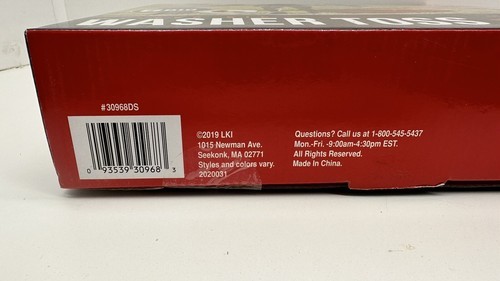 WASHER TOSS
#30968DS
0 93539 30968 3
©2019 LKI
1015 Newman Ave.
Seekonk, MA 02771
Styles and colors vary.
2020031
Questions? Call us at 1-800-545-5437
Mon.-Fri. -9:00am-4:30pm EST.
All Rights Reserved.
Made In China.